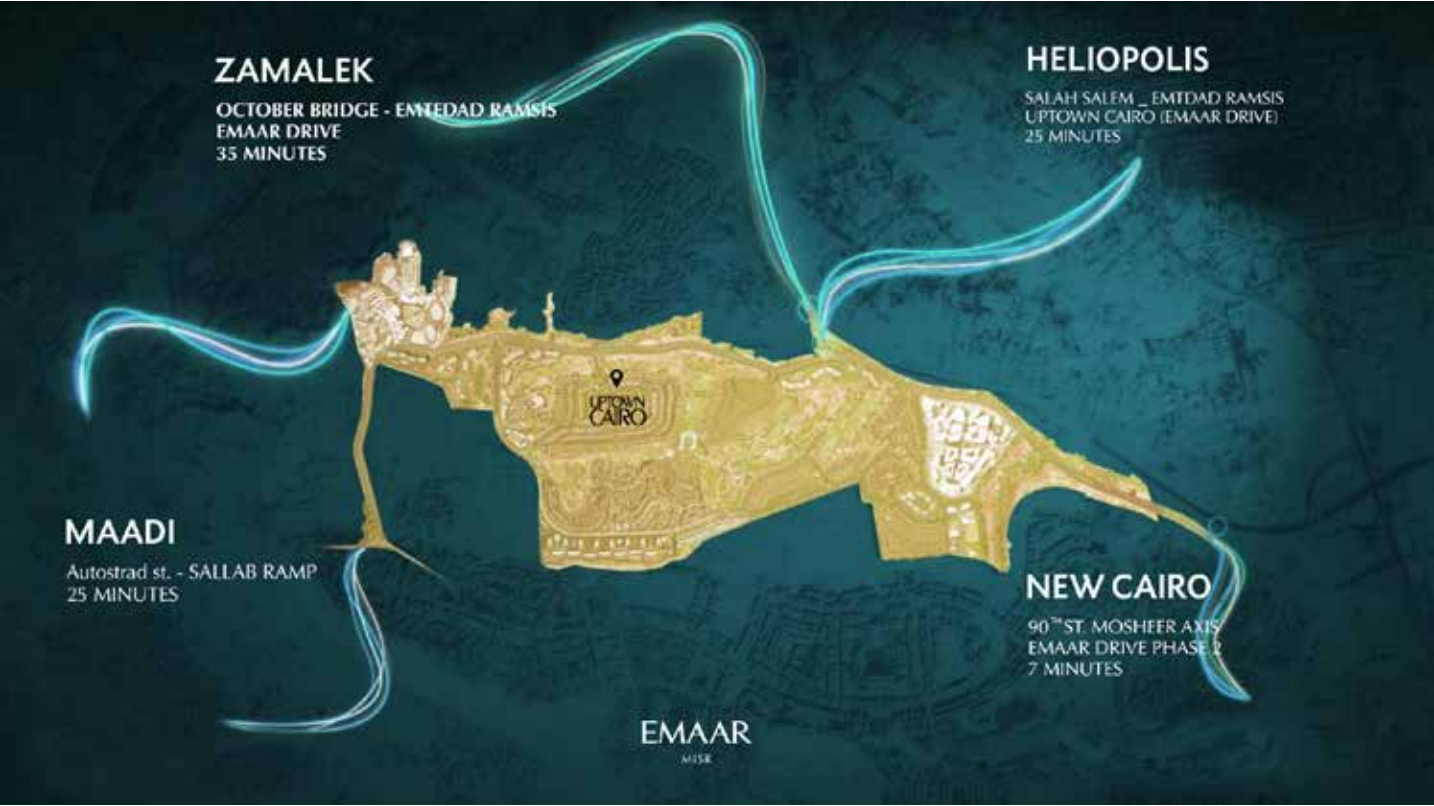 ZAMALEK
OCTOBER BRIDGE - EMTEDAD RAMSIS
EMAAR DRIVE
35 MINUTES
HELIOPOLIS
SALAH SALEM _ EMTDAD RAMSIS
UPTOWN CAIRO (EMAAR DRIVE)
25 MINUTES
UPTOWN
CAIRO
MAADI
Autostrad st. - SALLAB RAMP
25 MINUTES
NEW CAIRO
90TH ST. MOSHEER AXIS
EMAAR DRIVE PHASE 2
7 MINUTES
EMAAR
MISR